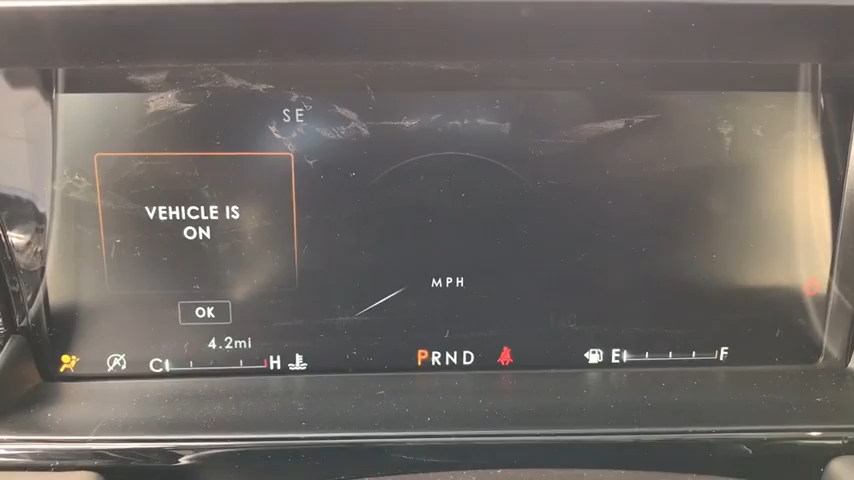 SE
VEHICLE IS
ON
MPH
OK
4.2mi
C H
PRND
E F